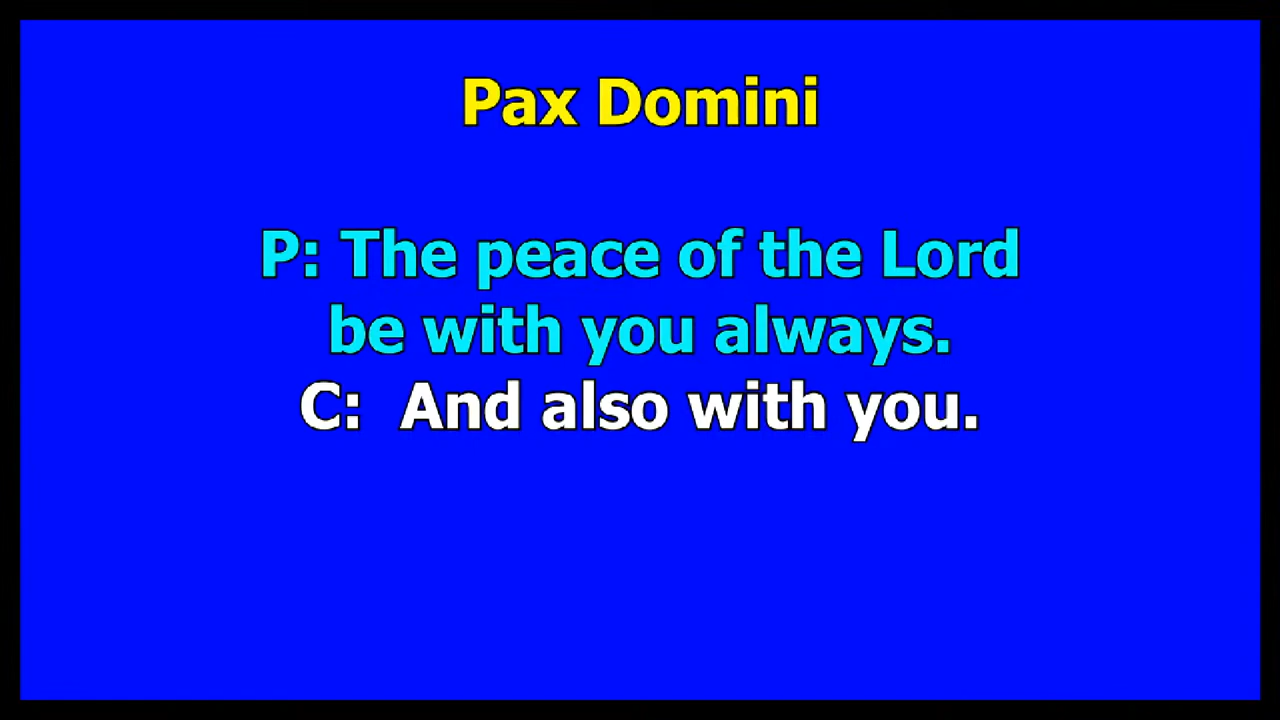 Pax Domini
P: The peace of the Lord
be with you always.
C:  And also with you.